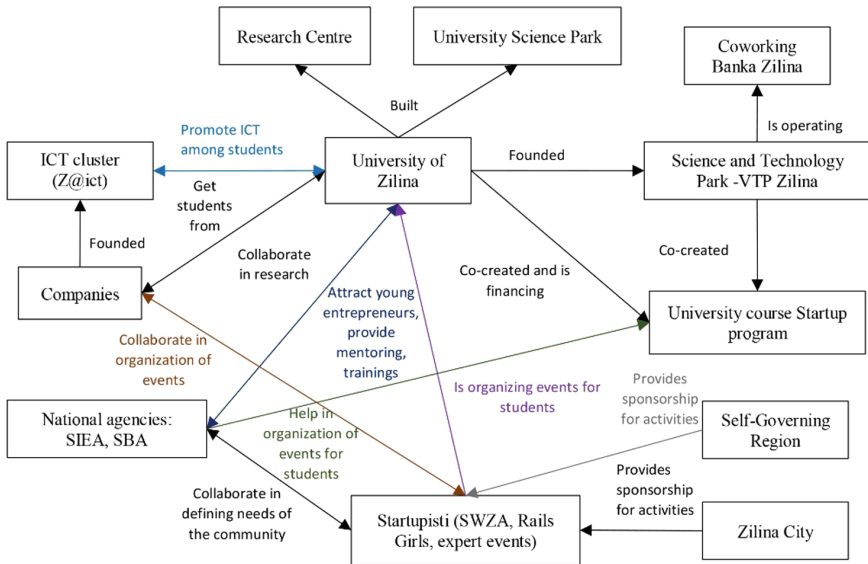 Research Centre
University Science Park
Coworking
Banka Zilina
Built
Is operating
Promote ICT
among students
ICT cluster
(Z@ict)
University of
Zilina
Founded
Science and Technology
Park -VTP Zilina
Get
students
from
Founded
Collaborate
in research
Co-created and is
financing
Co-created
Companies
Attract young
entrepreneurs,
provide
mentoring,
trainings
University course Startup
program
Collaborate in
organization of
events
Is organizing events for
students
Provides
sponsorship
for activities
National agencies:
SIEA, SBA
Help in
organization of
events for
students
Self-Governing
Region
Collaborate in
defining needs of
the community
Startupisti (SWZA, Rails
Girls, expert events)
Provides
sponsorship
for activities
Zilina City